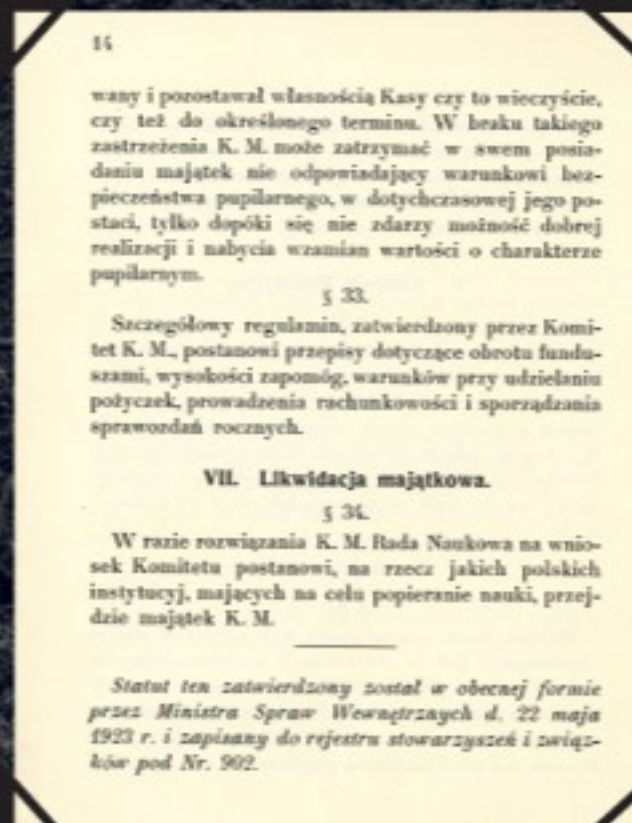 14
wany i pozostawał własnością Kasy czy to wieczyście,
czy też do określonego terminu. W braku takiego
zastrzeżenia K. M. może zatrzymać w swem posia-
daniu majątek nie odpowiadający warunkowi bez-
pieczeństwa pupilarnego, w dotychczasowej jego po-
staci, tylko dopóki się nie zdarzy możność dobrej
realizacji i nabycia wzamian wartości o charakterze
pupilarnym.
§ 33.
Szczegółowy regulamin, zatwierdzony przez Komi-
tet K. M., postanowi przepisy dotyczące obrotu fundu-
szami, wysokości zapomóg, warunków przy udzielaniu
pożyczek, prowadzenia rachunkowości i sporządzania
sprawozdań rocznych.
VII. Likwidacja majątkowa.
§ 34.
W razie rozwiązania K. M. Rada Naukowa na wnio-
sek Komitetu postanowi, na rzecz jakich polskich
instytucyj, mających na celu popieranie nauki, przej-
dzie majątek K. M.
Statut ten zatwierdzony został w obecnej formie
przez Ministra Spraw Wewnętrznych d. 22 maja
1923 r. i zapisany do rejestru stowarzyszeń i związ-
ków pod Nr. 902.